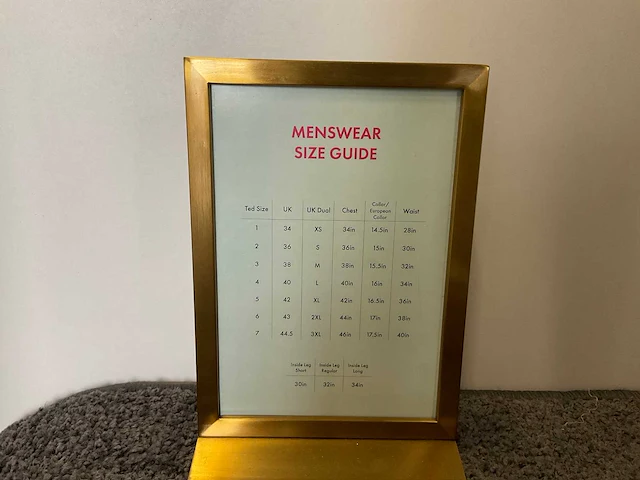 MENSWEAR
SIZE GUIDE
Collar/
Ted Size UK UK Dual Chest European Waist
Collar
1 34 XS 34in 14.5in 28in
2 36 S 36in 15in 30in
3 38 M 38in 15.5in 32in
4 40 L 40in 16in 34in
5 42 XL 42in 16.5in 36in
6 43 2XL 44in 17in 38in
7 44.5 3XL 46in 17.5in 40in
Inside Leg Inside Leg Inside Leg
Short Regular Long
30in 32in 34in